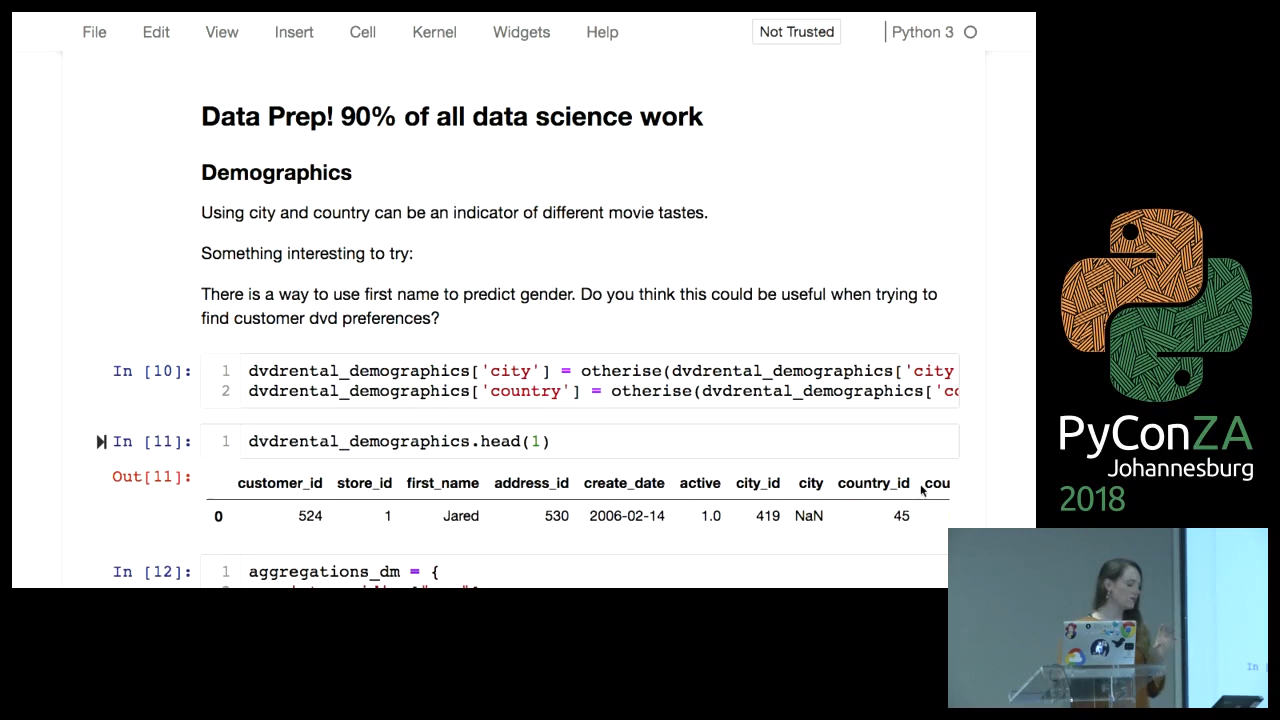 File Edit View Insert Cell Kernel Widgets Help Not Trusted Python 3
Data Prep! 90% of all data science work
Demographics
Using city and country can be an indicator of different movie tastes.
Something interesting to try:
There is a way to use first name to predict gender. Do you think this could be useful when trying to
find customer dvd preferences?
In [10]: 1 dvdrental_demographics['city'] = otherise(dvdrental_demographics['city
2 dvdrental_demographics['country'] = otherise(dvdrental_demographics['co
In [11]: 1 dvdrental_demographics.head(1)
Out[11]:
customer_id store_id first_name address_id create_date active city_id city country_id cou
0 524 1 Jared 530 2006-02-14 1.0 419 NaN 45
In [12]: 1 aggregations_dm = {
PyConZA
Johannesburg
2018
In [